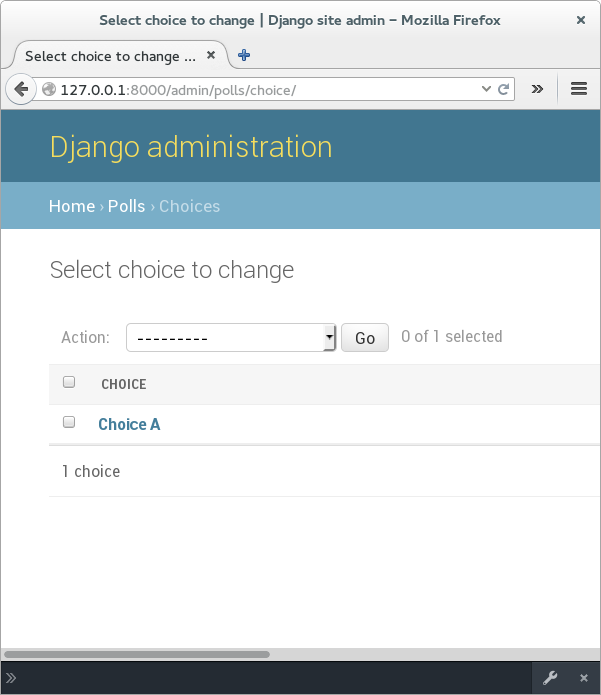 Select choice to change | Django site admin – Mozilla Firefox
Select choice to change ...
127.0.0.1:8000/admin/polls/choice/
Django administration
Home › Polls › Choices
Select choice to change
Action: --------- Go 0 of 1 selected
CHOICE
Choice A
1 choice